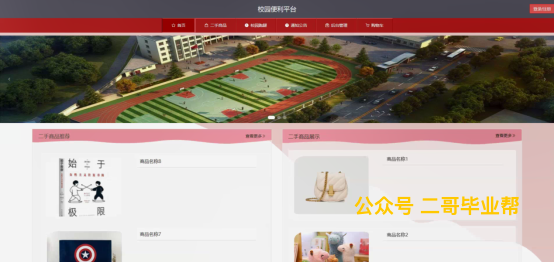 校园便利平台
登录/注册
首页 二手商品 校园跑腿 通知公告 后台管理 购物车
二手商品推荐 查看更多>
二手商品展示 查看更多>
始于
极限
商品名称8
商品名称1
公众号 二哥毕业帮
商品名称7
商品名称2